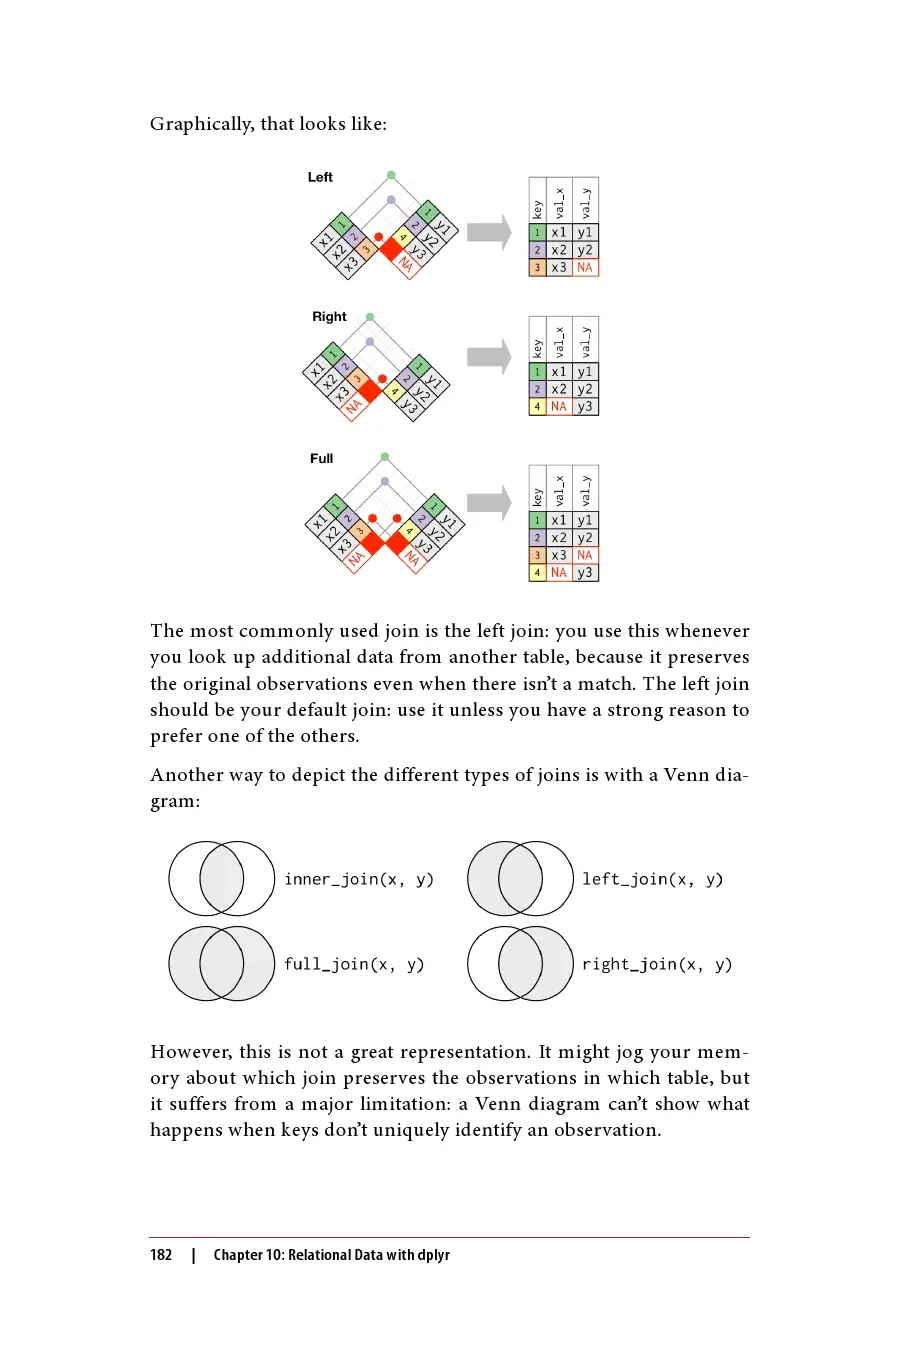 Graphically, that looks like:
Left
1 x1
2 x2
3 x3
1 y1
2 y2
4 y3
NA
key val_x val_y
1 x1 y1
2 x2 y2
3 x3 NA
Right
1 x1
2 x2
3 x3
NA
1 y1
2 y2
4 y3
key val_x val_y
1 x1 y1
2 x2 y2
4 NA y3
Full
1 x1
2 x2
3 x3
NA
1 y1
2 y2
4 y3
NA
key val_x val_y
1 x1 y1
2 x2 y2
3 x3 NA
4 NA y3
The most commonly used join is the left join: you use this whenever
you look up additional data from another table, because it preserves
the original observations even when there isn’t a match. The left join
should be your default join: use it unless you have a strong reason to
prefer one of the others.
Another way to depict the different types of joins is with a Venn dia-
gram:
inner_join(x, y) left_join(x, y)
full_join(x, y) right_join(x, y)
However, this is not a great representation. It might jog your mem-
ory about which join preserves the observations in which table, but
it suffers from a major limitation: a Venn diagram can’t show what
happens when keys don’t uniquely identify an observation.
182 | Chapter 10: Relational Data with dplyr